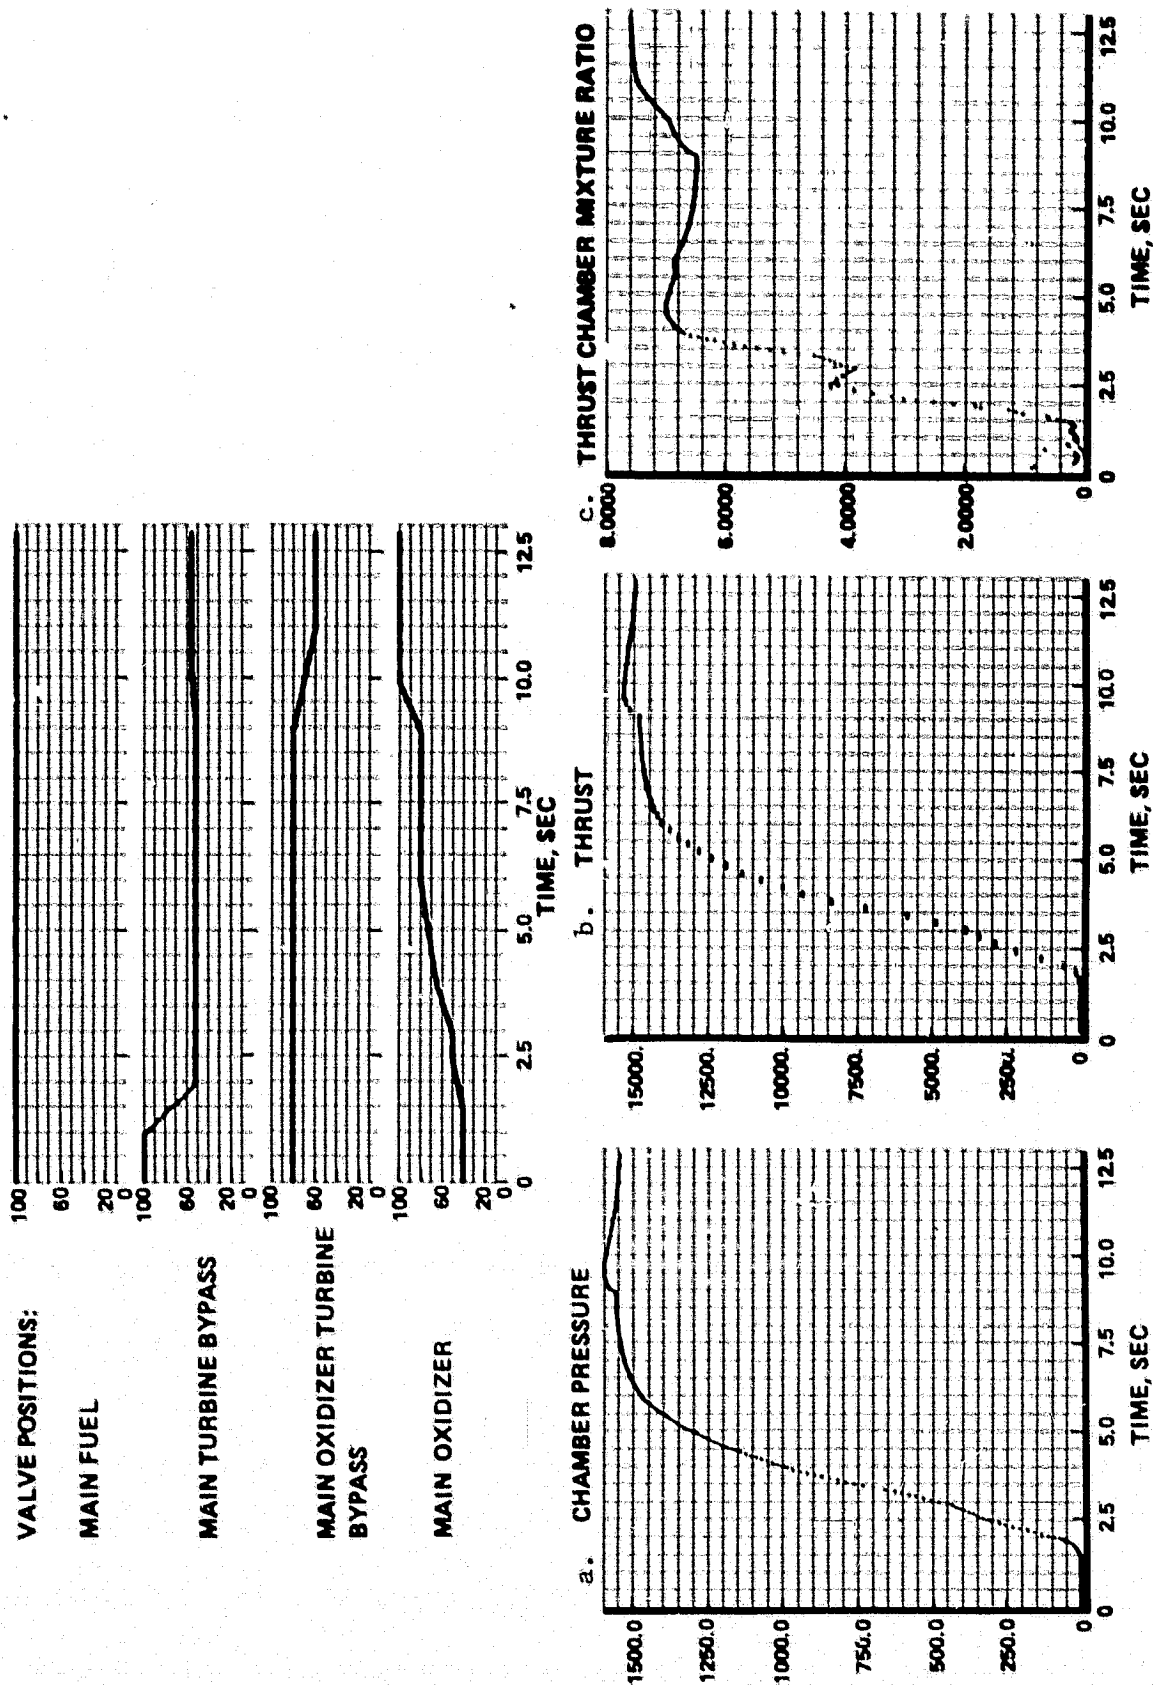 VALVE POSITIONS:
MAIN FUEL
100
60
20
0
MAIN TURBINE BYPASS
100
60
20
0
MAIN OXIDIZER TURBINE
BYPASS
100
60
20
0
MAIN OXIDIZER
100
60
20
0
0 2.5 5.0 7.5 10.0 12.5
TIME, SEC
a. CHAMBER PRESSURE
1500.0
1250.0
1000.0
750.0
500.0
250.0
0
0 2.5 5.0 7.5 10.0 12.5
TIME, SEC
b. THRUST
15000.
12500.
10000.
7500.
5000.
2500.
0
0 2.5 5.0 7.5 10.0 12.5
TIME, SEC
c. THRUST CHAMBER MIXTURE RATIO
8.0000
6.0000
4.0000
2.0000
0
0 2.5 5.0 7.5 10.0 12.5
TIME, SEC